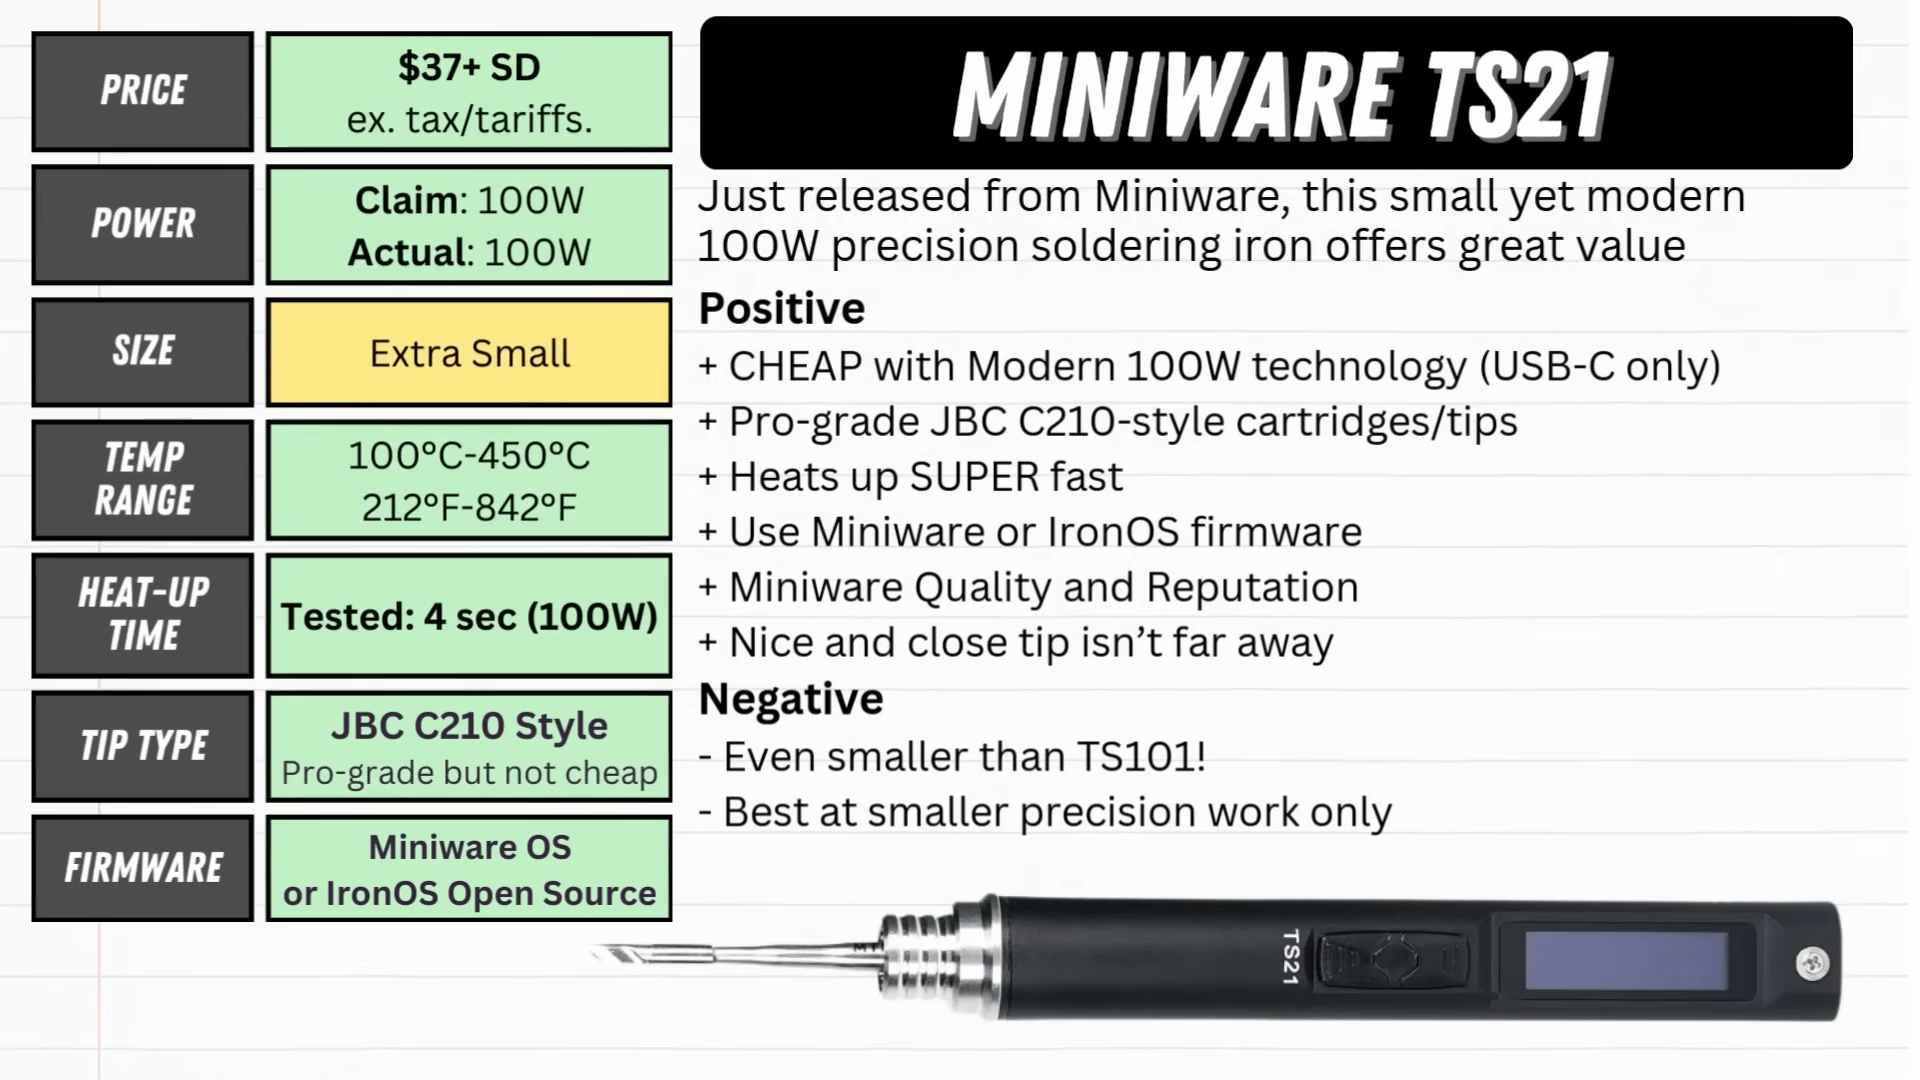 PRICE
$37+ SD
ex. tax/tariffs.
POWER
Claim: 100W
Actual: 100W
SIZE
Extra Small
TEMP
RANGE
100°C-450°C
212°F-842°F
HEAT-UP
TIME
Tested: 4 sec (100W)
TIP TYPE
JBC C210 Style
Pro-grade but not cheap
FIRMWARE
Miniware OS
or IronOS Open Source
MINIWARE TS21
Just released from Miniware, this small yet modern
100W precision soldering iron offers great value
Positive
+ CHEAP with Modern 100W technology (USB-C only)
+ Pro-grade JBC C210-style cartridges/tips
+ Heats up SUPER fast
+ Use Miniware or IronOS firmware
+ Miniware Quality and Reputation
+ Nice and close tip isn’t far away
Negative
- Even smaller than TS101!
- Best at smaller precision work only
TS21